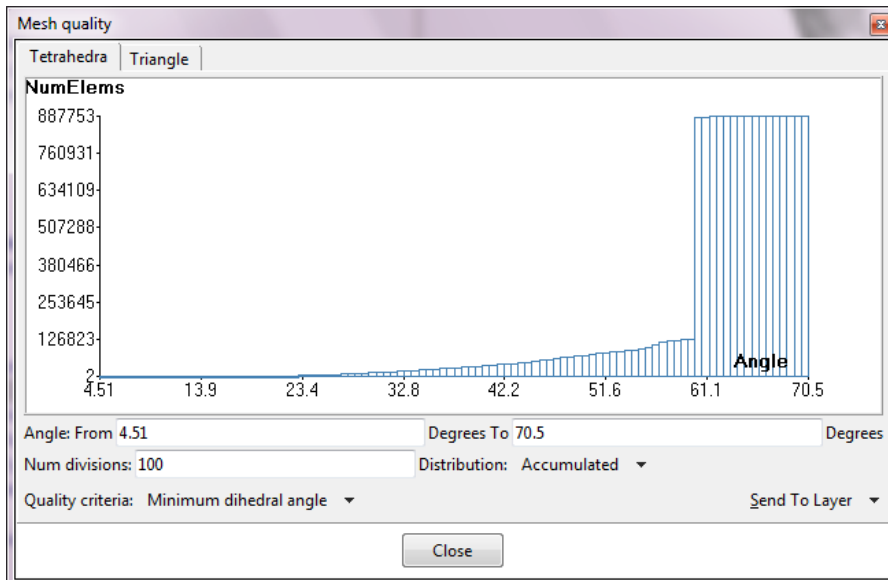 Mesh quality
Tetrahedra Triangle
NumElems
887753
760931
634109
507288
380466
253645
126823
2
Angle
4.51 13.9 23.4 32.8 42.2 51.6 61.1 70.5
Angle: From 4.51 Degrees To 70.5 Degrees
Num divisions: 100 Distribution: Accumulated
Quality criteria: Minimum dihedral angle Send To Layer
Close